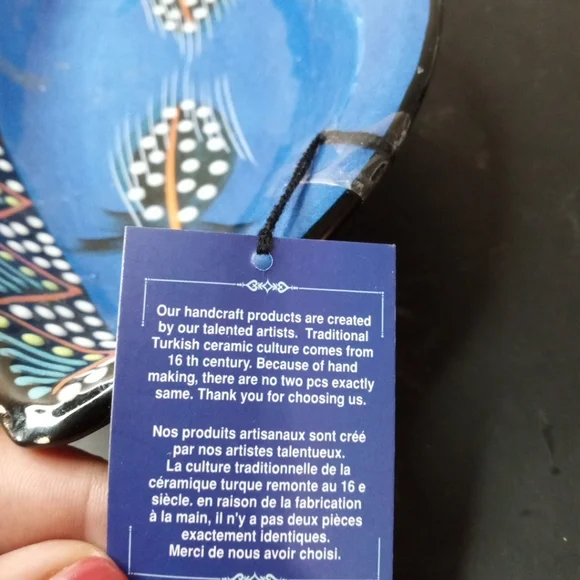 Our handcraft products are created
by our talented artists. Traditional
Turkish ceramic culture comes from
16 th century. Because of hand
making, there are no two pcs exactly
same. Thank you for choosing us.
Nos produits artisanaux sont créé
par nos artistes talentueux.
La culture traditionnelle de la
céramique turque remonte au 16 e
siècle. en raison de la fabrication
à la main, il n'y a pas deux pièces
exactement identiques.
Merci de nous avoir choisi.